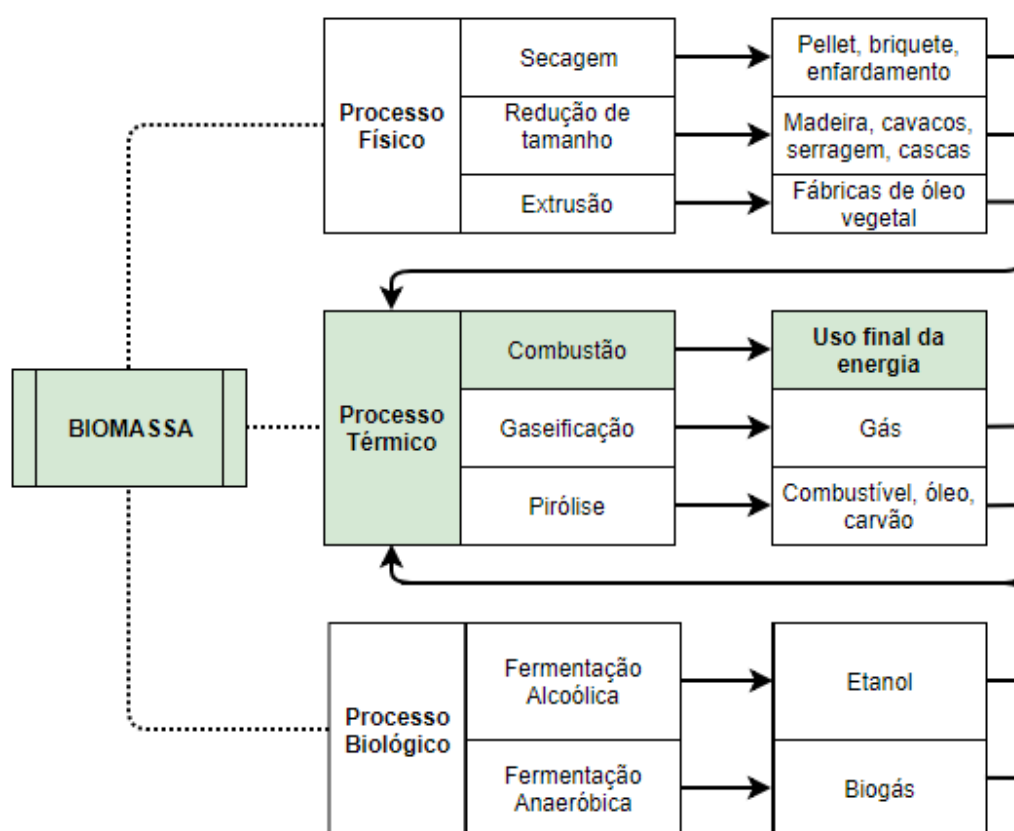 Processo
Físico
Secagem
Pellet, briquete,
enfardamento
Redução de
tamanho
Madeira, cavacos,
serragem, cascas
Extrusão
Fábricas de óleo
vegetal
BIOMASSA
Processo
Térmico
Combustão
Uso final da
energia
Gaseificação
Gás
Pirólise
Combustível, óleo,
carvão
Processo
Biológico
Fermentação
Alcoólica
Etanol
Fermentação
Anaeróbica
Biogás